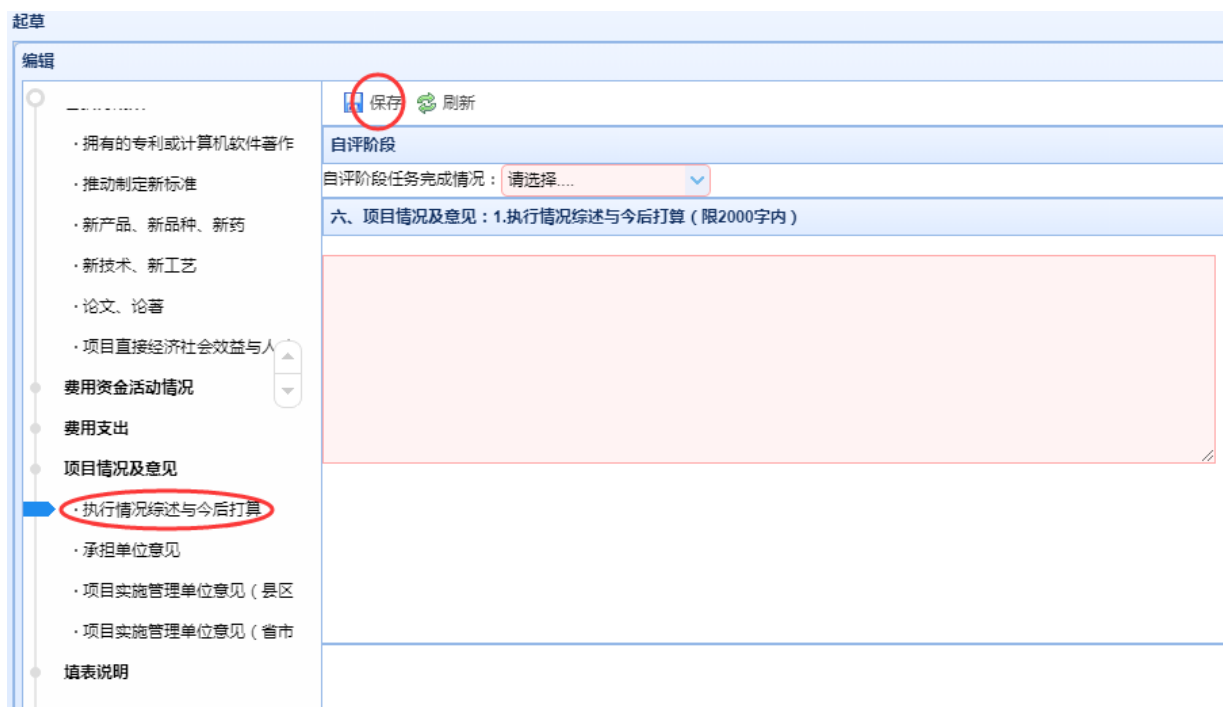 起草
编辑
·拥有的专利或计算机软件著作
·推动制定新标准
·新产品、新品种、新药
·新技术、新工艺
·论文、论著
·项目直接经济社会效益与人
费用资金活动情况
费用支出
项目情况及意见
·执行情况综述与今后打算
·承担单位意见
·项目实施管理单位意见（县区
·项目实施管理单位意见（省市
填表说明
保存 刷新
自评阶段
自评阶段任务完成情况： 请选择....
六、项目情况及意见：1.执行情况综述与今后打算（限2000字内）